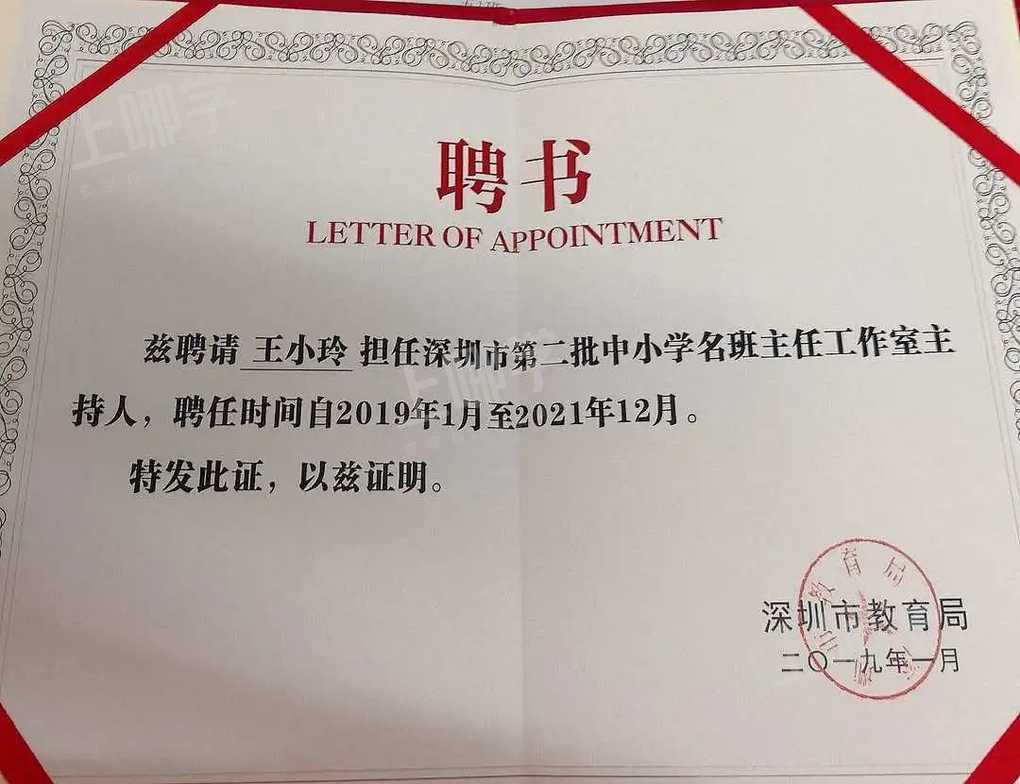 上哪学
聘书
LETTER OF APPOINTMENT
兹聘请 王小玲 担任深圳市第二批中小学名班主任工作室主
上哪学
持人，聘任时间自2019年1月至2021年12月。
特发此证，以兹证明。
深圳市教育局
二〇一九年一月